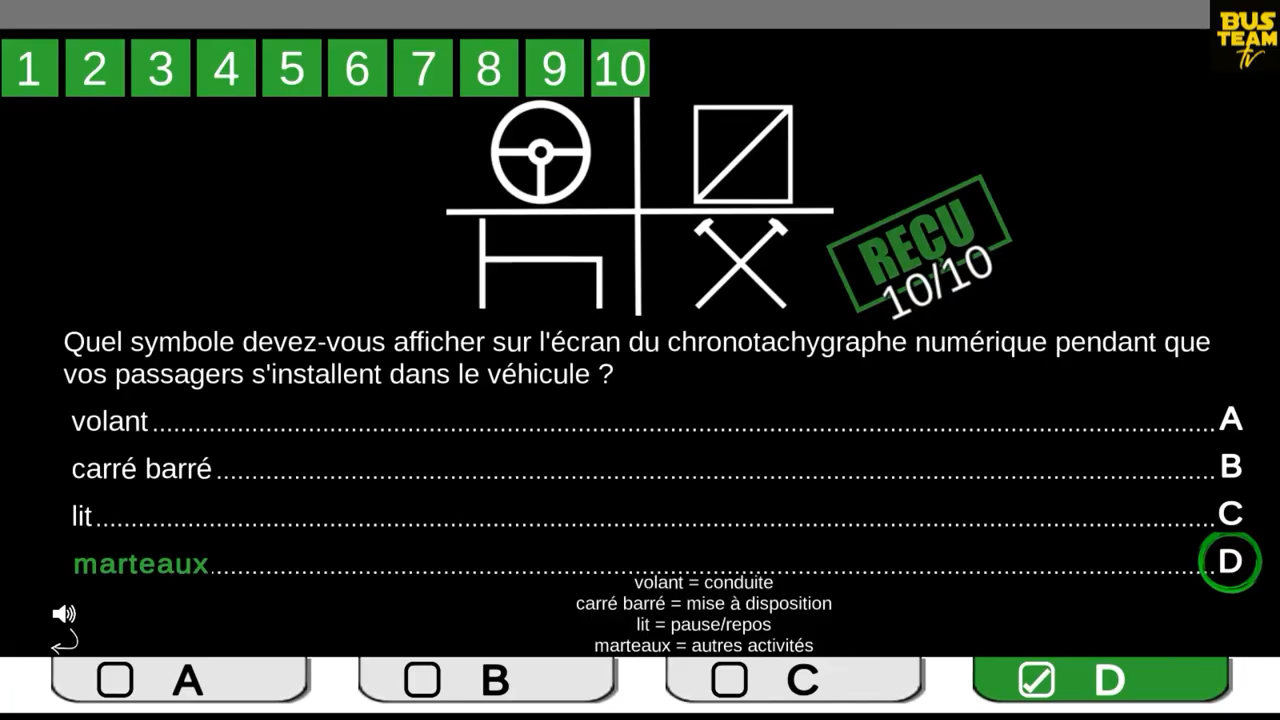 BUS
TEAM
tv
1 2 3 4 5 6 7 8 9 10
REÇU
10/10
Quel symbole devez-vous afficher sur l'écran du chronotachygraphe numérique pendant que
vos passagers s'installent dans le véhicule ?
volant A
carré barré B
lit C
marteaux D
volant = conduite
carré barré = mise à disposition
lit = pause/repos
marteaux = autres activités
A B C D